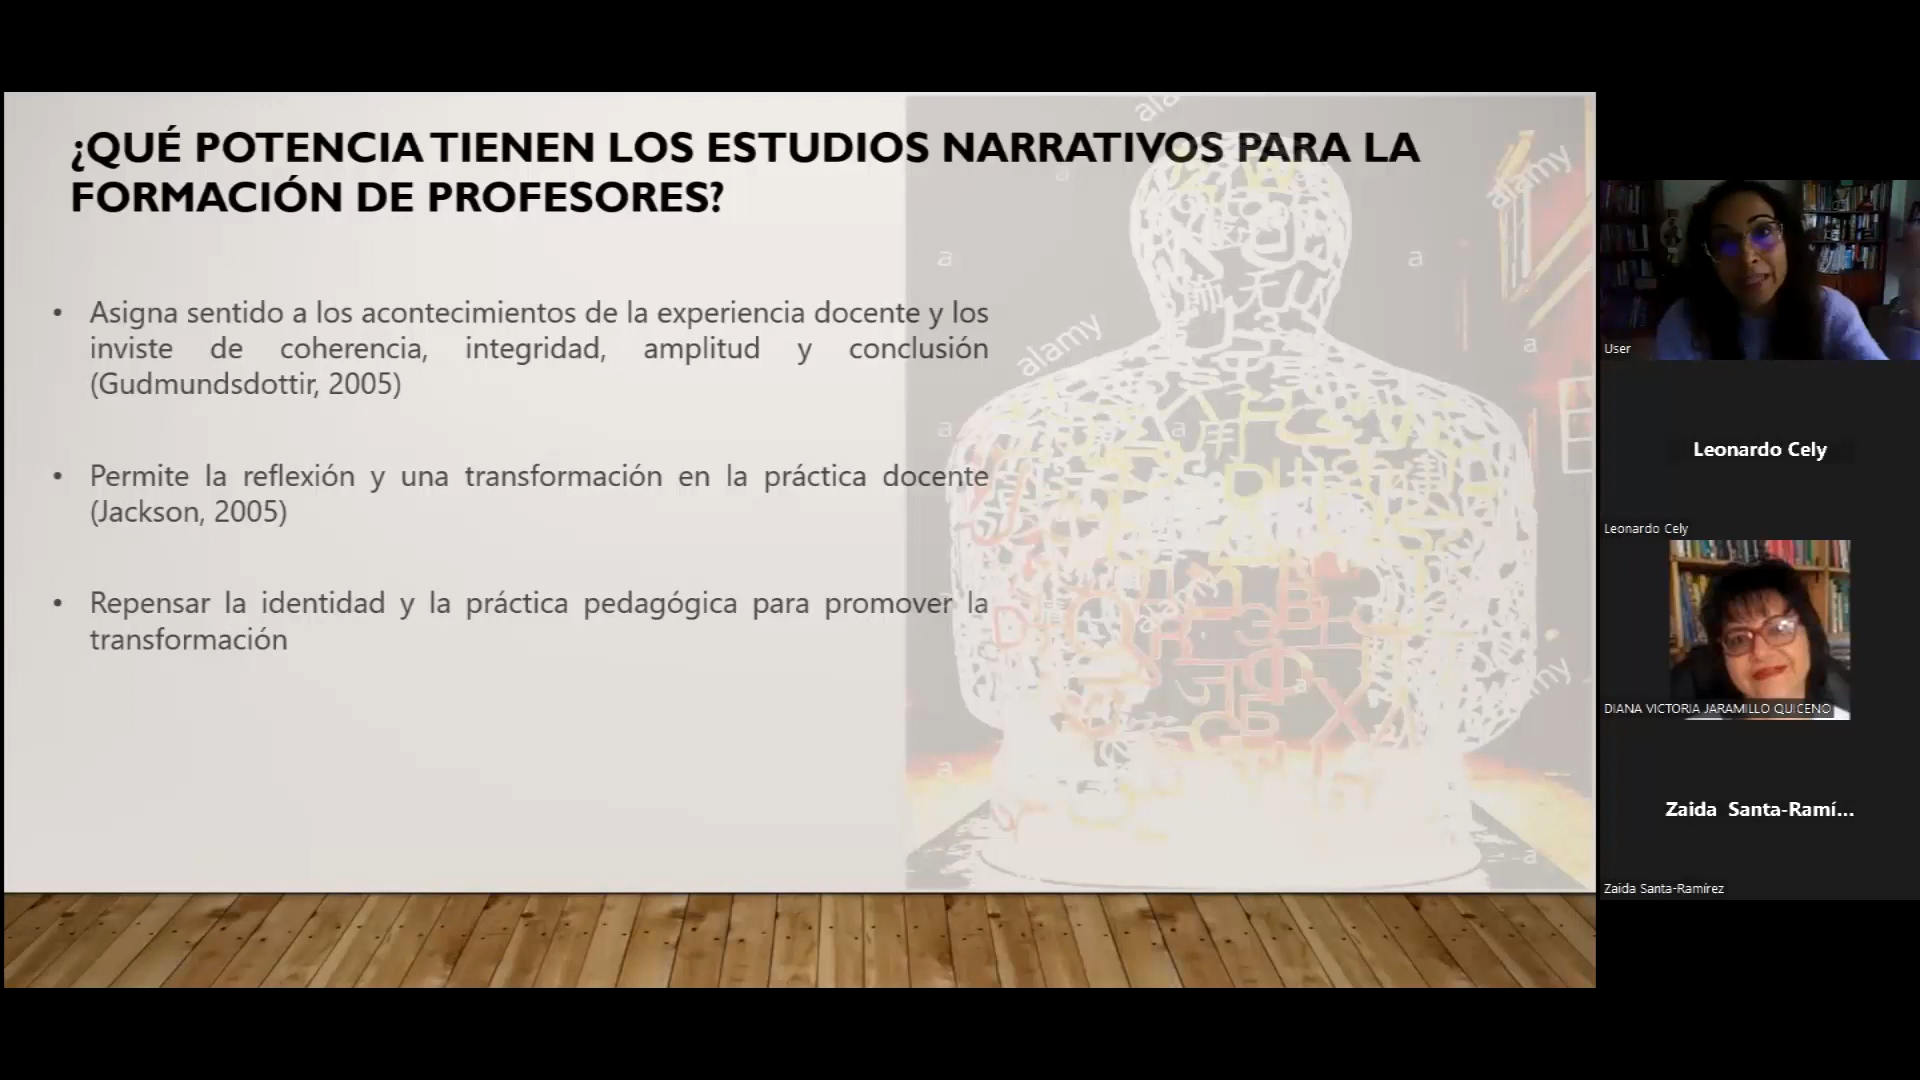 ¿QUÉ POTENCIA TIENEN LOS ESTUDIOS NARRATIVOS PARA LA
FORMACIÓN DE PROFESORES?
• Asigna sentido a los acontecimientos de la experiencia docente y los
inviste de coherencia, integridad, amplitud y conclusión
(Gudmundsdottir, 2005)
• Permite la reflexión y una transformación en la práctica docente
(Jackson, 2005)
• Repensar la identidad y la práctica pedagógica para promover la
transformación
alamy
alamy
User
Leonardo Cely
Leonardo Cely
DIANA VICTORIA JARAMILLO QUICENO
Zaida Santa-Ramí...
Zaida Santa-Ramírez